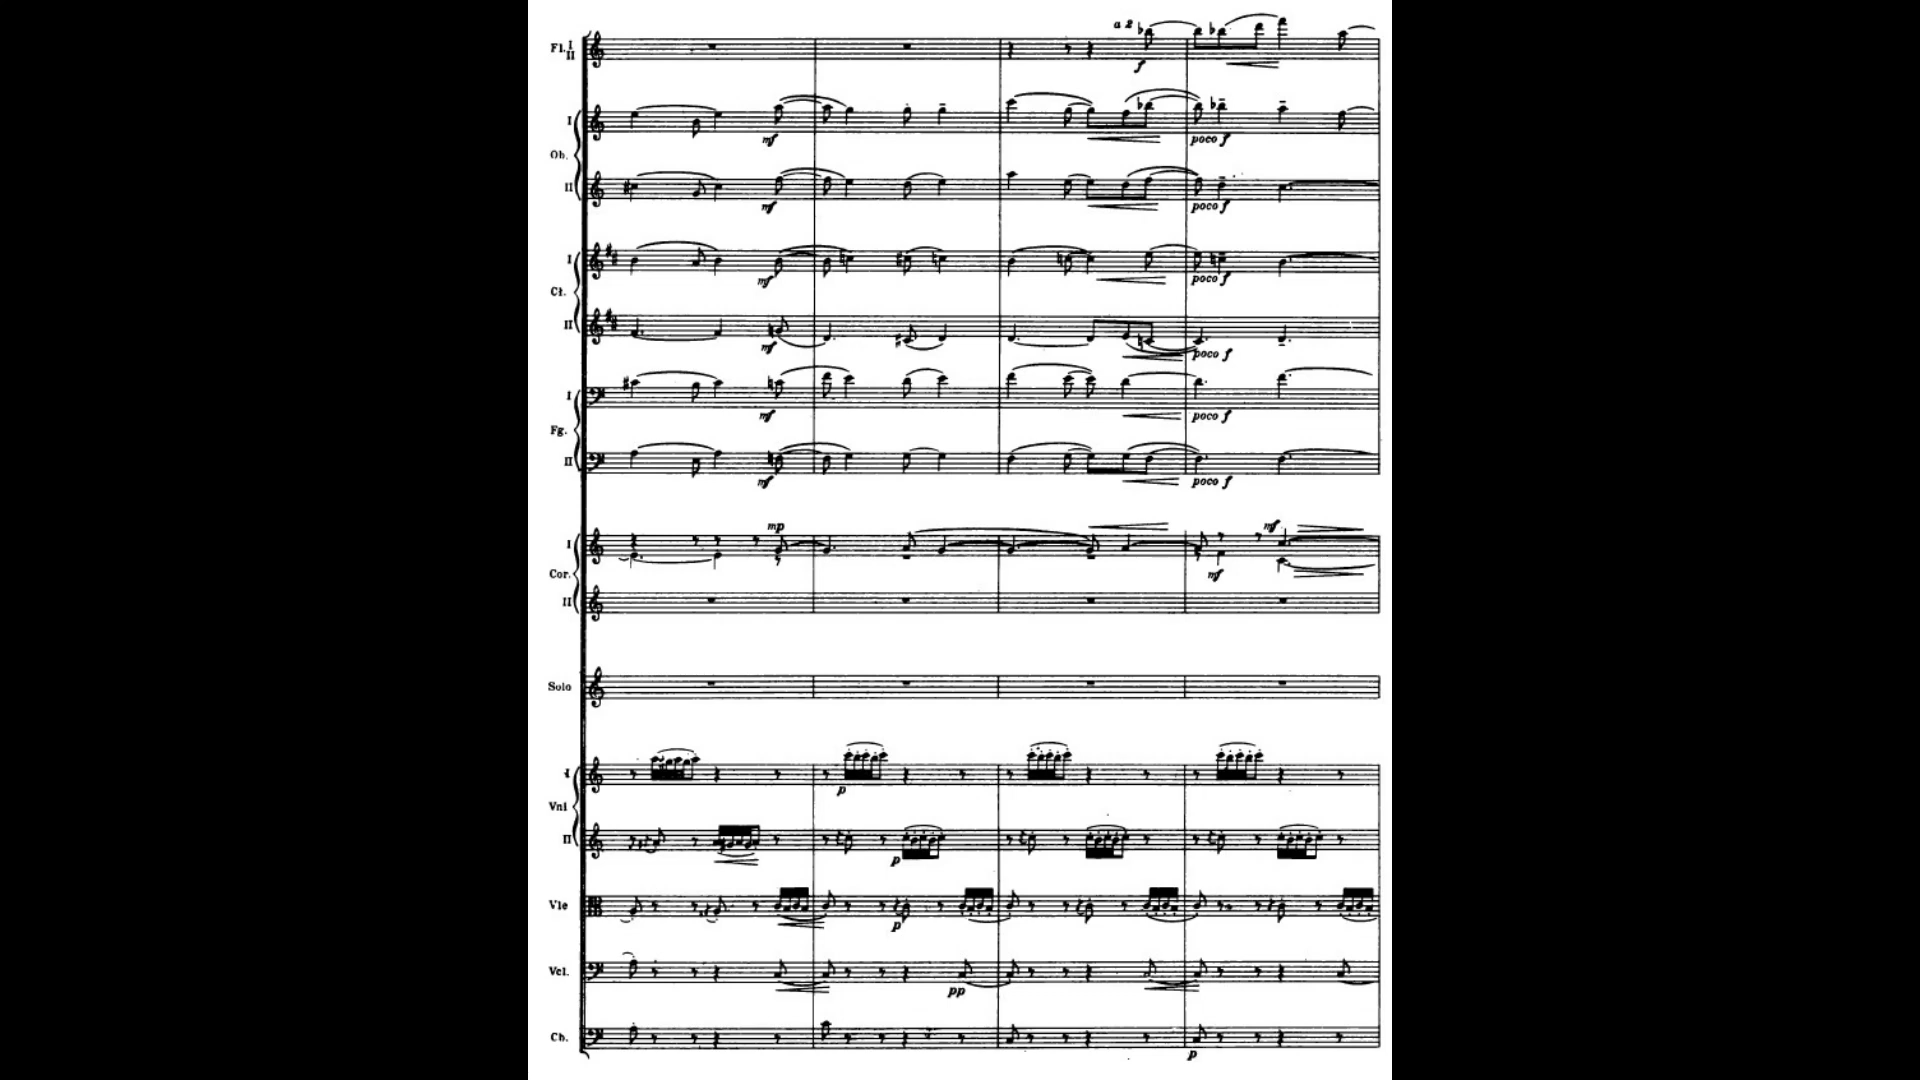 a 2
Fl. I
II
f
I
mf
poco f
Ob.
II
mf
poco f
I
mf
poco f
Cl.
II
mf
poco f
I
mf
poco f
Fg.
II
mf
poco f
mp
mf
I
Cor.
mf
II
Solo
I
p
Vni
II
p
Vle
p
Vcl.
pp
Cb.
p